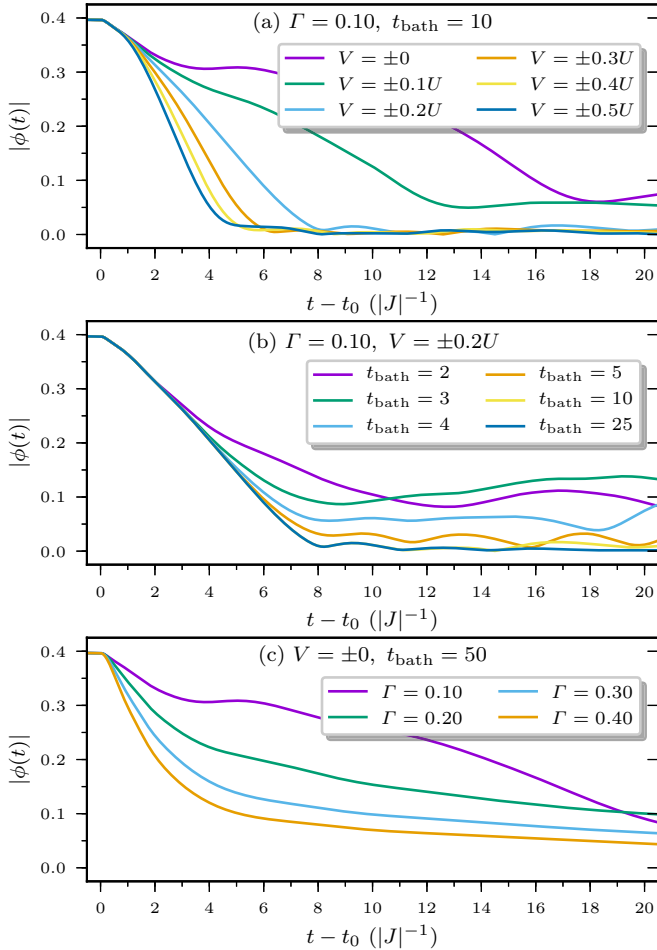 (a) Γ = 0.10, t_bath = 10
V = ±0
V = ±0.1U
V = ±0.2U
V = ±0.3U
V = ±0.4U
V = ±0.5U
|ϕ(t)|
0.4
0.3
0.2
0.1
0.0
0 2 4 6 8 10 12 14 16 18 20
t − t₀ (|J|⁻¹)
(b) Γ = 0.10, V = ±0.2U
t_bath = 2
t_bath = 3
t_bath = 4
t_bath = 5
t_bath = 10
t_bath = 25
|ϕ(t)|
0.4
0.3
0.2
0.1
0.0
0 2 4 6 8 10 12 14 16 18 20
t − t₀ (|J|⁻¹)
(c) V = ±0, t_bath = 50
Γ = 0.10
Γ = 0.20
Γ = 0.30
Γ = 0.40
|ϕ(t)|
0.4
0.3
0.2
0.1
0.0
0 2 4 6 8 10 12 14 16 18 20
t − t₀ (|J|⁻¹)